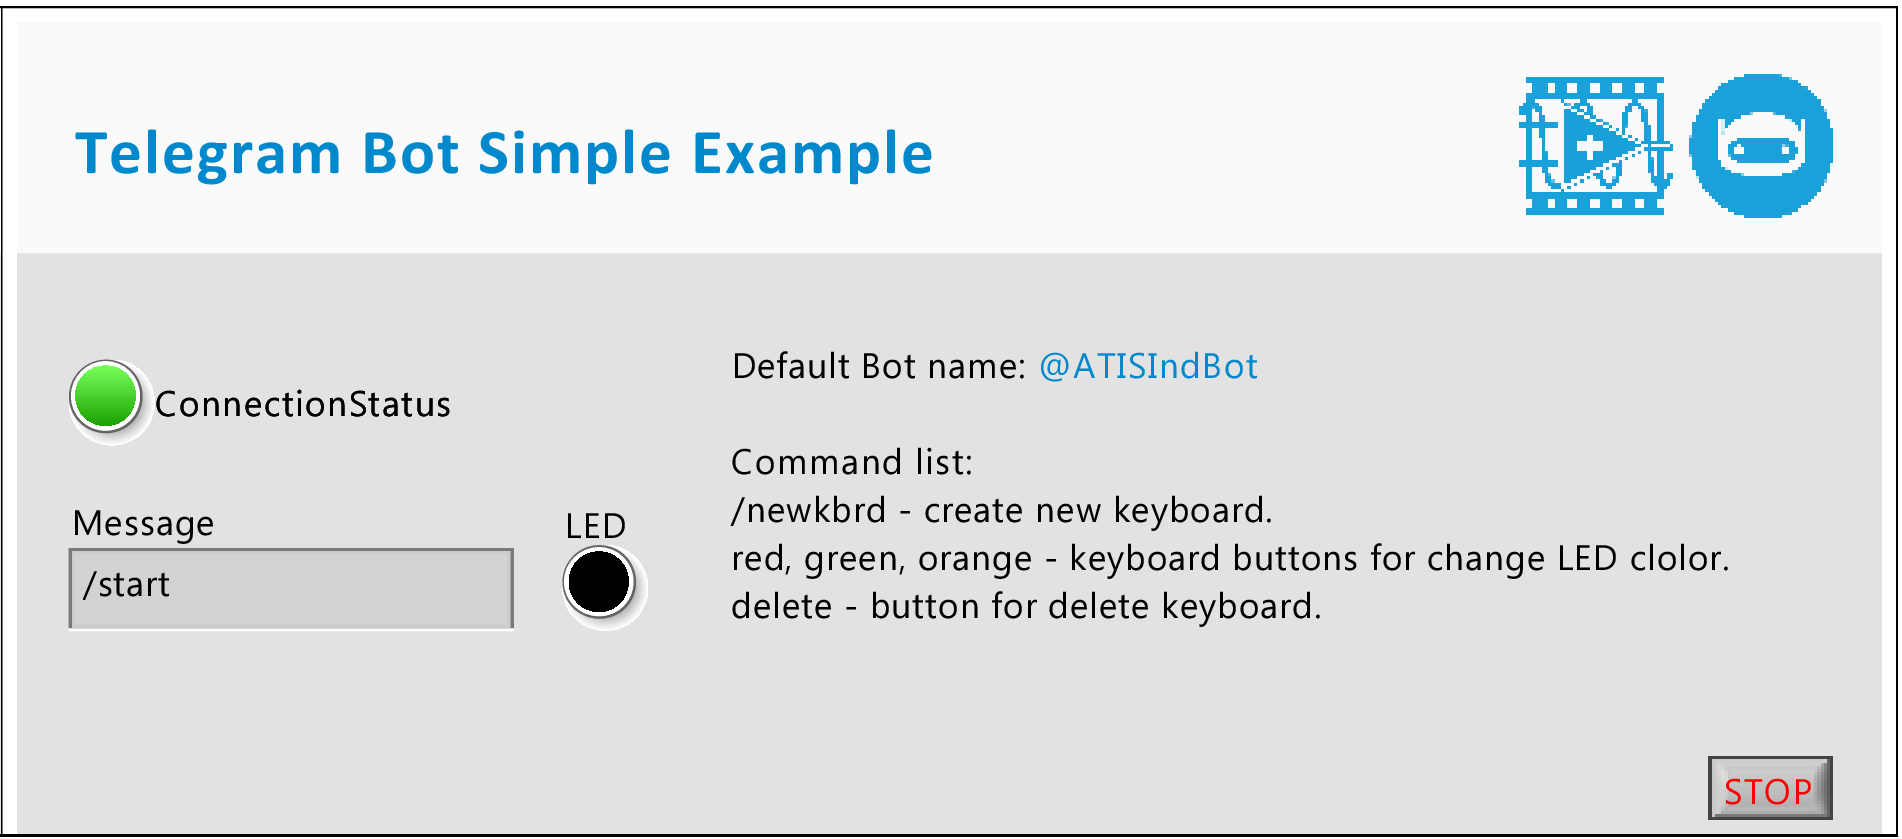 Telegram Bot Simple Example
ConnectionStatus
Message
/start
LED
Default Bot name: @ATISIndBot
Command list:
/newkbrd - create new keyboard.
red, green, orange - keyboard buttons for change LED clolor.
delete - button for delete keyboard.
STOP